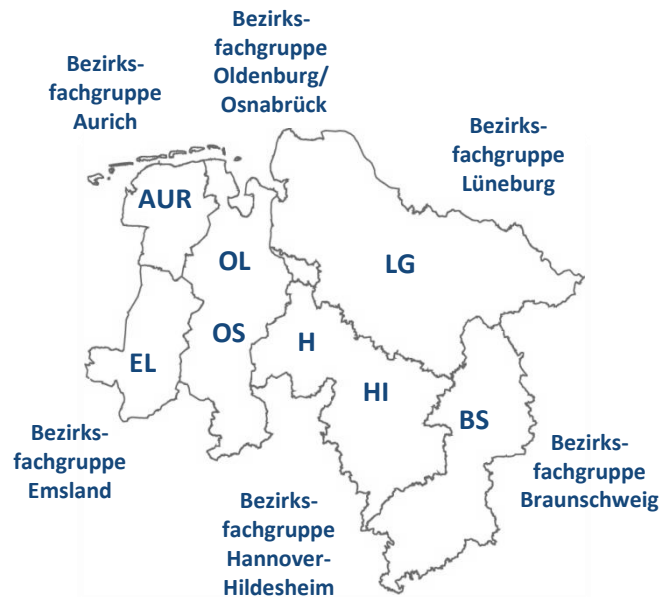 Bezirks-
fachgruppe
Oldenburg/
Osnabrück
Bezirks-
fachgruppe
Aurich
Bezirks-
fachgruppe
Lüneburg
AUR
OL
LG
OS
H
EL
HI
BS
Bezirks-
fachgruppe
Emsland
Bezirks-
fachgruppe
Braunschweig
Bezirks-
fachgruppe
Hannover-
Hildesheim